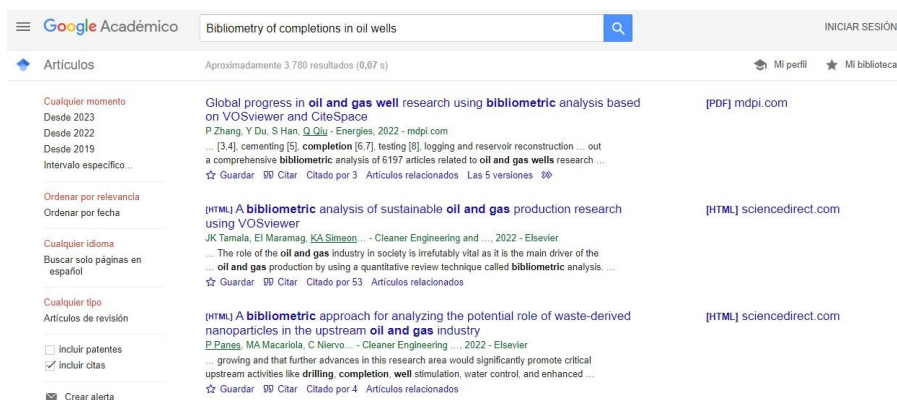 Google Académico
Bibliometry of completions in oil wells
INICIAR SESIÓN
Artículos
Aproximadamente 3.780 resultados (0,07 s)
Mi perfil
Mi biblioteca
Cualquier momento
Desde 2023
Desde 2022
Desde 2019
Intervalo específico...
Ordenar por relevancia
Ordenar por fecha
Cualquier idioma
Buscar solo páginas en
español
Cualquier tipo
Artículos de revisión
incluir patentes
incluir citas
Crear alerta
Global progress in oil and gas well research using bibliometric analysis based
on VOSviewer and CiteSpace
P Zhang, Y Du, S Han, Q Qiu - Energies, 2022 - mdpi.com
... [3,4], cementing [5], completion [6,7], testing [8], logging and reservoir reconstruction ... out
a comprehensive bibliometric analysis of 6197 articles related to oil and gas wells research ...
Guardar Citar Citado por 3 Artículos relacionados Las 5 versiones
[PDF] mdpi.com
[HTML] A bibliometric analysis of sustainable oil and gas production research
using VOSviewer
JK Tamala, EI Maramag, KA Simeon... - Cleaner Engineering and ..., 2022 - Elsevier
... The role of the oil and gas industry in society is irrefutably vital as it is the main driver of the
... oil and gas production by using a quantitative review technique called bibliometric analysis. ...
Guardar Citar Citado por 53 Artículos relacionados
[HTML] sciencedirect.com
[HTML] A bibliometric approach for analyzing the potential role of waste-derived
nanoparticles in the upstream oil and gas industry
P Panes, MA Macariola, C Niervo... - Cleaner Engineering ..., 2022 - Elsevier
... growing and that further advances in this research area would significantly promote critical
upstream activities like drilling, completion, well stimulation, water control, and enhanced ...
Guardar Citar Citado por 4 Artículos relacionados
[HTML] sciencedirect.com